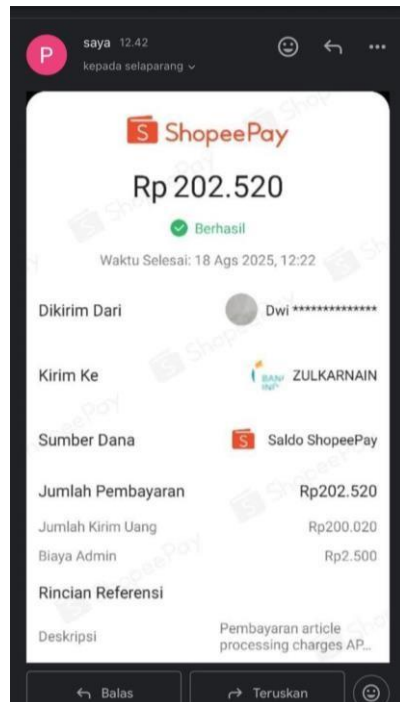 P
saya 12.42
kepada selaparang
ShopeePay
Rp 202.520
Berhasil
Waktu Selesai: 18 Ags 2025, 12:22
Dikirim Dari Dwi **************
Kirim Ke ZULKARNAIN
Sumber Dana Saldo ShopeePay
Jumlah Pembayaran Rp202.520
Jumlah Kirim Uang Rp200.020
Biaya Admin Rp2.500
Rincian Referensi
Deskripsi Pembayaran article
processing charges AP...
Balas Teruskan